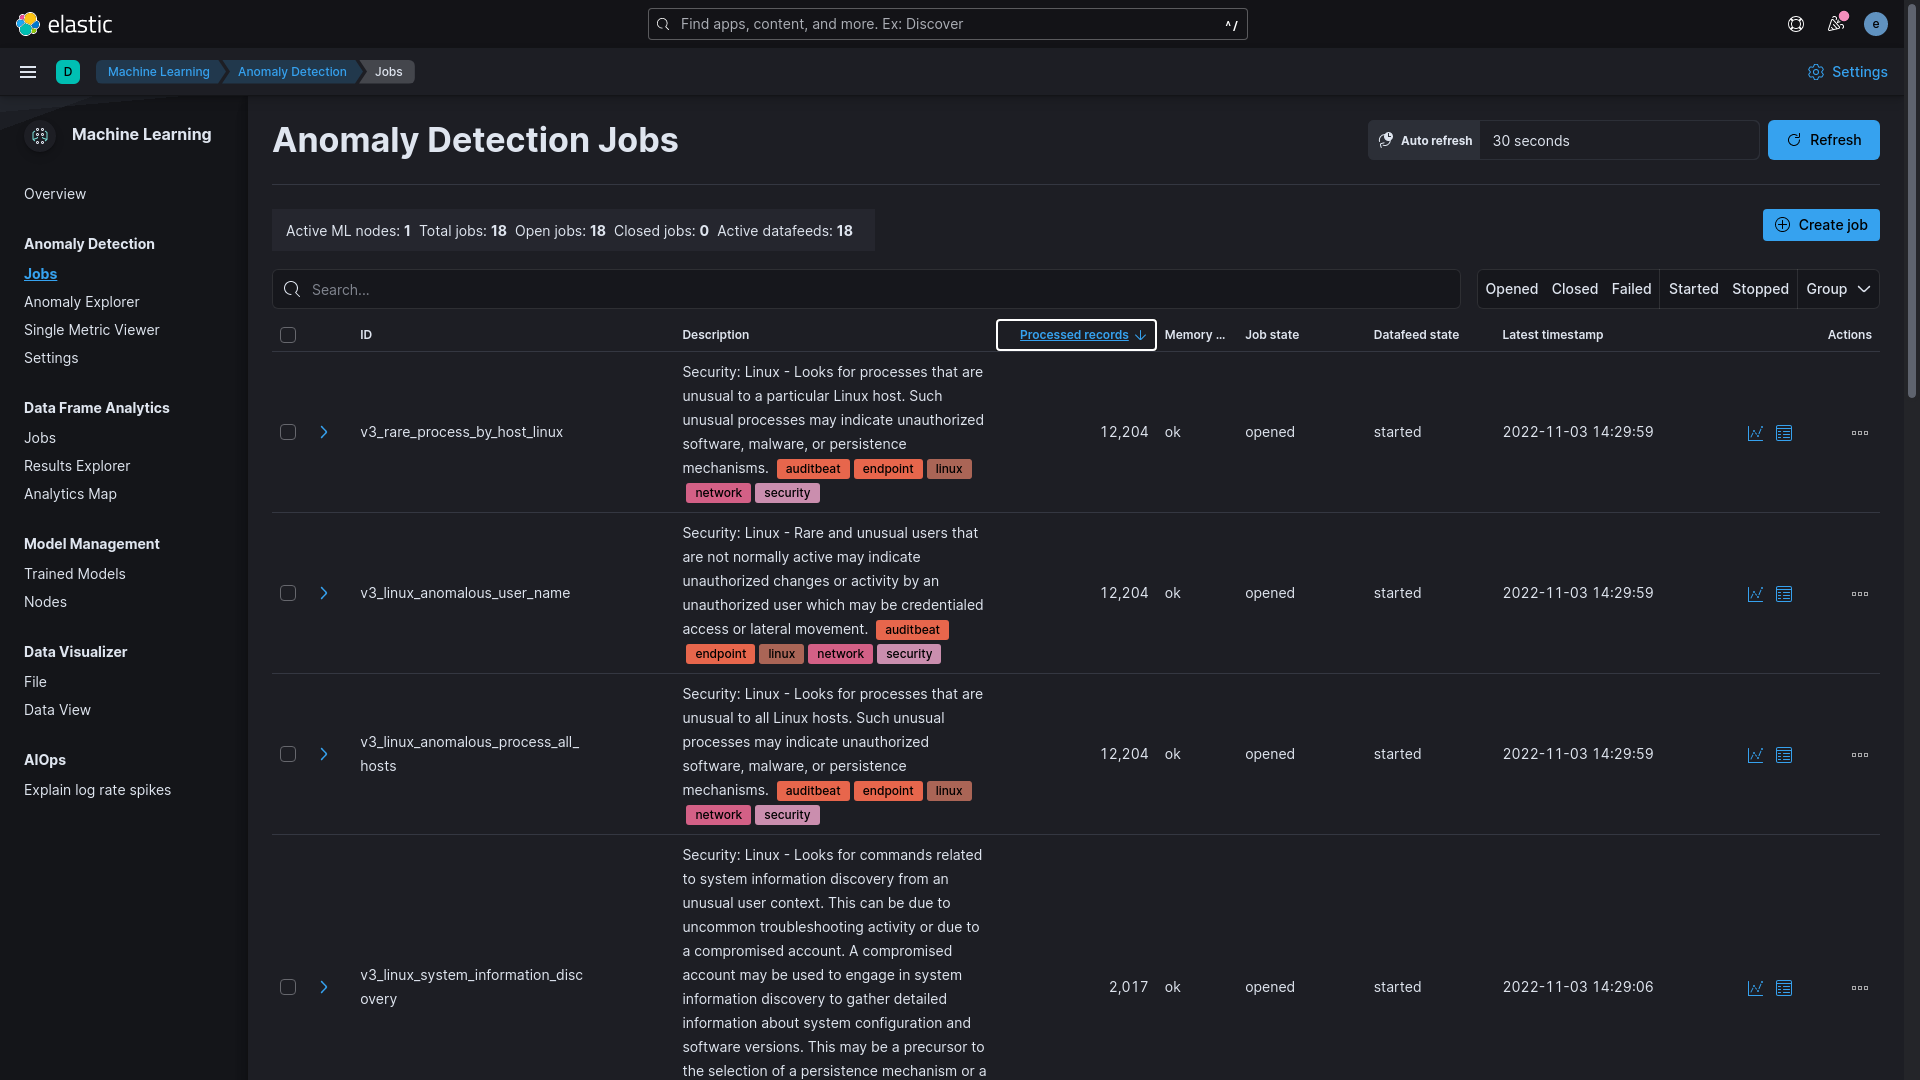 elastic
Find apps, content, and more. Ex: Discover
^/
e
D
Machine Learning
Anomaly Detection
Jobs
Settings
Machine Learning
Overview
Anomaly Detection
Jobs
Anomaly Explorer
Single Metric Viewer
Settings
Data Frame Analytics
Jobs
Results Explorer
Analytics Map
Model Management
Trained Models
Nodes
Data Visualizer
File
Data View
AIOps
Explain log rate spikes
Anomaly Detection Jobs
Auto refresh
30 seconds
Refresh
Active ML nodes: 1 Total jobs: 18 Open jobs: 18 Closed jobs: 0 Active datafeeds: 18
Create job
Search...
Opened Closed Failed Started Stopped Group
ID Description Processed records Memory ... Job state Datafeed state Latest timestamp Actions
v3_rare_process_by_host_linux
Security: Linux - Looks for processes that are
unusual to a particular Linux host. Such
unusual processes may indicate unauthorized
software, malware, or persistence
mechanisms. auditbeat endpoint linux
network security
12,204 ok opened started 2022-11-03 14:29:59
v3_linux_anomalous_user_name
Security: Linux - Rare and unusual users that
are not normally active may indicate
unauthorized changes or activity by an
unauthorized user which may be credentialed
access or lateral movement. auditbeat
endpoint linux network security
12,204 ok opened started 2022-11-03 14:29:59
v3_linux_anomalous_process_all_
hosts
Security: Linux - Looks for processes that are
unusual to all Linux hosts. Such unusual
processes may indicate unauthorized
software, malware, or persistence
mechanisms. auditbeat endpoint linux
network security
12,204 ok opened started 2022-11-03 14:29:59
v3_linux_system_information_disc
overy
Security: Linux - Looks for commands related
to system information discovery from an
unusual user context. This can be due to
uncommon troubleshooting activity or due to
a compromised account. A compromised
account may be used to engage in system
information discovery to gather detailed
information about system configuration and
software versions. This may be a precursor to
the selection of a persistence mechanism or a
2,017 ok opened started 2022-11-03 14:29:06